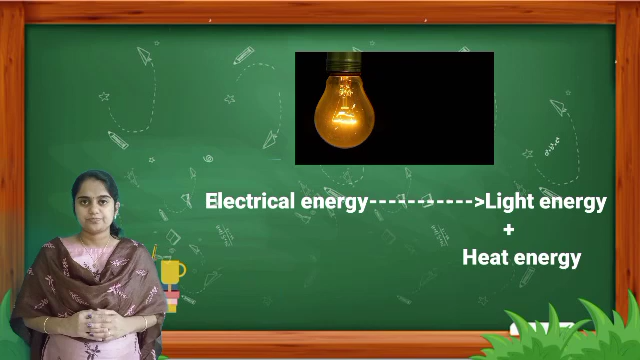 Electrical energy----------->Light energy
+
Heat energy